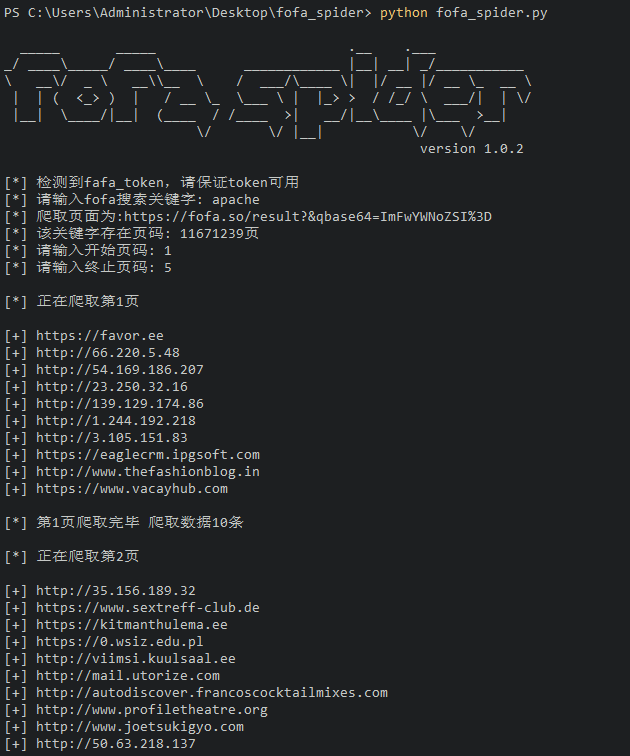 PS C:\Users\Administrator\Desktop\fofa_spider> python fofa_spider.py
version 1.0.2
[*] 检测到fafa_token，请保证token可用
[*] 请输入fofa搜索关键字: apache
[*] 爬取页面为:https://fofa.so/result?&qbase64=ImFwYWNoZSI%3D
[*] 该关键字存在页码: 11671239页
[*] 请输入开始页码: 1
[*] 请输入终止页码: 5
[*] 正在爬取第1页
[+] https://favor.ee
[+] http://66.220.5.48
[+] http://54.169.186.207
[+] http://23.250.32.16
[+] http://139.129.174.86
[+] http://1.244.192.218
[+] http://3.105.151.83
[+] https://eaglecrm.ipgsoft.com
[+] http://www.thefashionblog.in
[+] https://www.vacayhub.com
[*] 第1页爬取完毕 爬取数据10条
[*] 正在爬取第2页
[+] http://35.156.189.32
[+] https://www.sextreff-club.de
[+] https://kitmanthulema.ee
[+] https://0.wsiz.edu.pl
[+] http://viimsi.kuulsaal.ee
[+] http://mail.utorize.com
[+] http://autodiscover.francoscocktailmixes.com
[+] http://www.profiletheatre.org
[+] http://www.joetsukigyo.com
[+] http://50.63.218.137